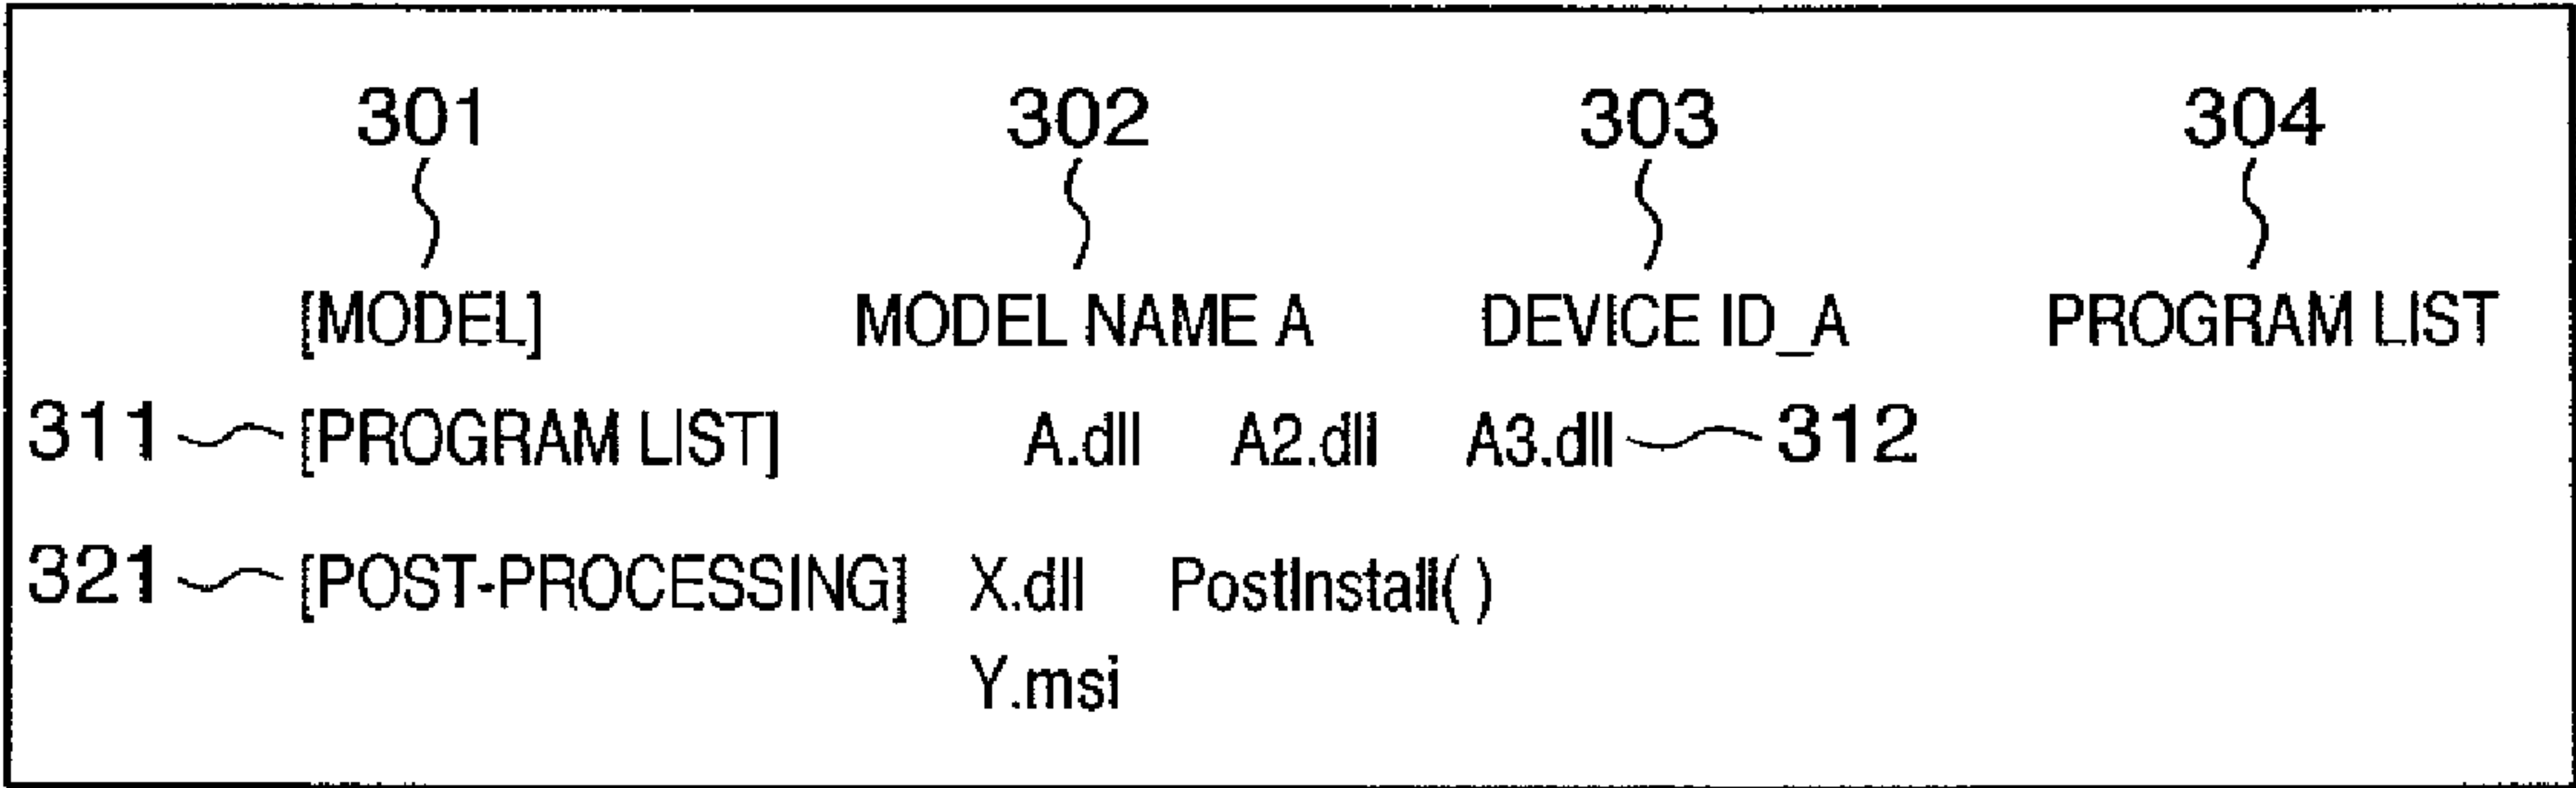 301 302 303 304
[MODEL] MODEL NAME A DEVICE ID_A PROGRAM LIST
311 [PROGRAM LIST] A.dll A2.dll A3.dll 312
321 [POST-PROCESSING] X.dll PostInstall( )
Y.msi